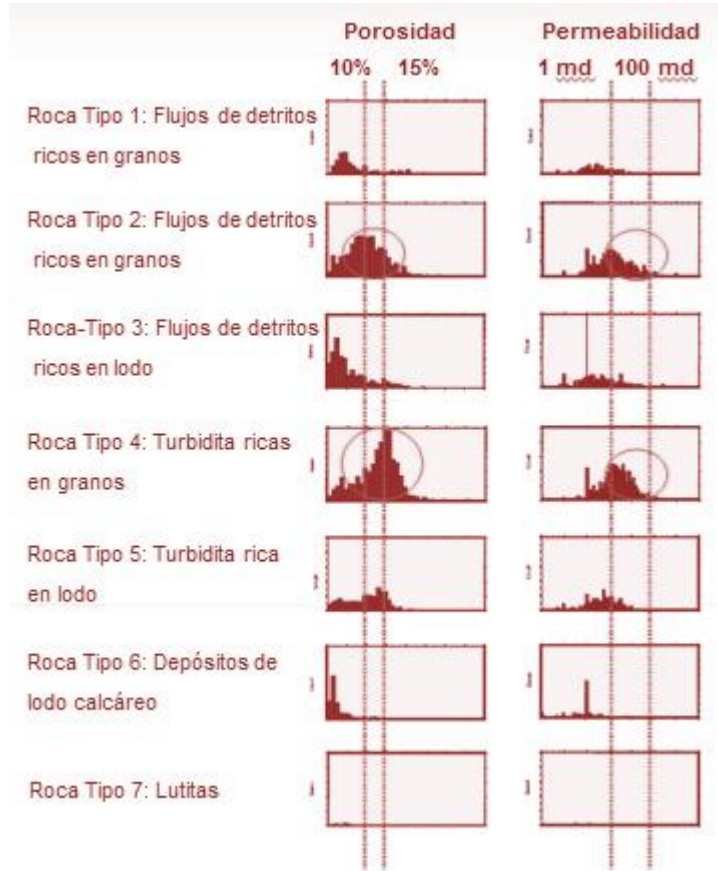 Porosidad Permeabilidad
10% 15% 1 md 100 md
Roca Tipo 1: Flujos de detritos
ricos en granos
Roca Tipo 2: Flujos de detritos
ricos en granos
Roca-Tipo 3: Flujos de detritos
ricos en lodo
Roca Tipo 4: Turbidita ricas
en granos
Roca Tipo 5: Turbidita rica
en lodo
Roca Tipo 6: Depósitos de
lodo calcáreo
Roca Tipo 7: Lutitas